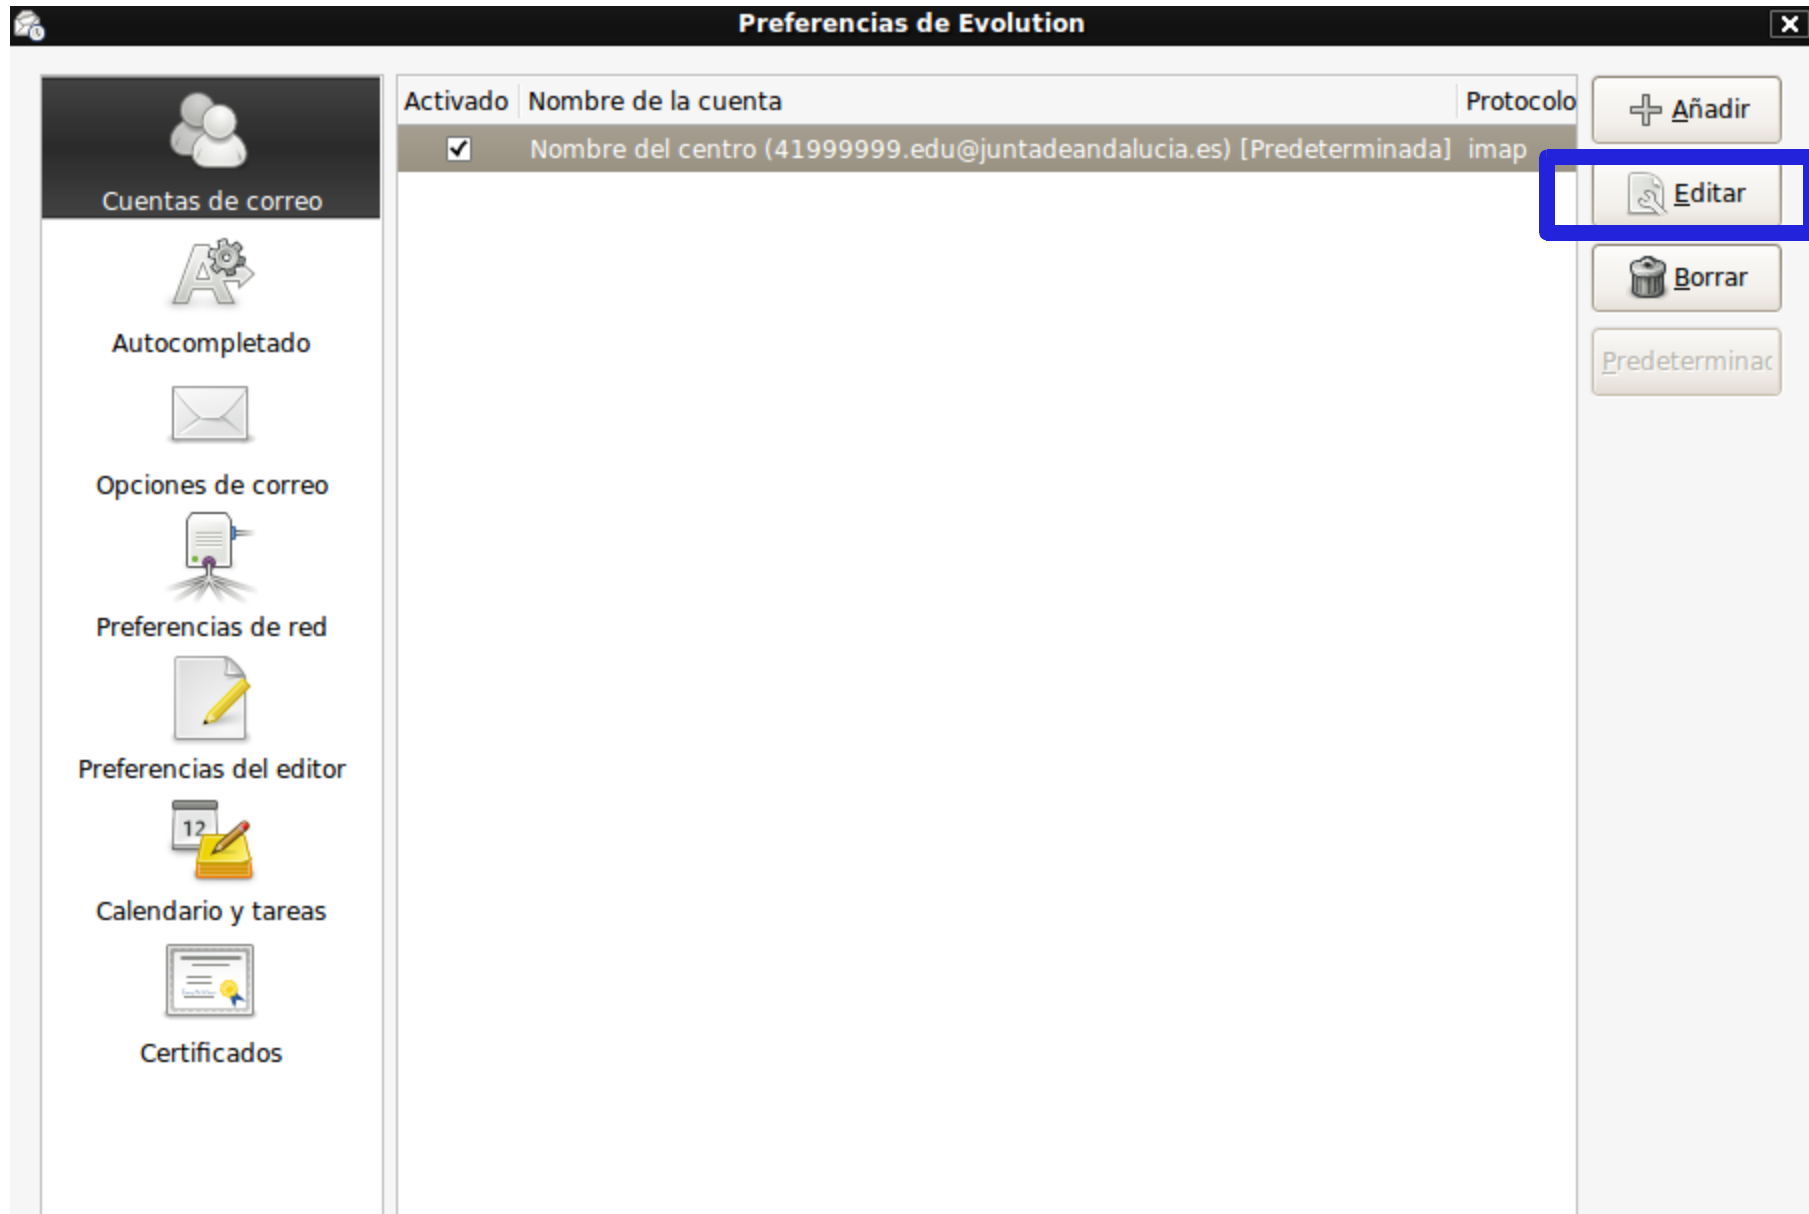 Preferencias de Evolution
Activado Nombre de la cuenta Protocolo
Nombre del centro (41999999.edu@juntadeandalucia.es) [Predeterminada] imap
Cuentas de correo
Autocompletado
Opciones de correo
Preferencias de red
Preferencias del editor
12
Calendario y tareas
Certificados
Añadir
Editar
Borrar
Predeterminac